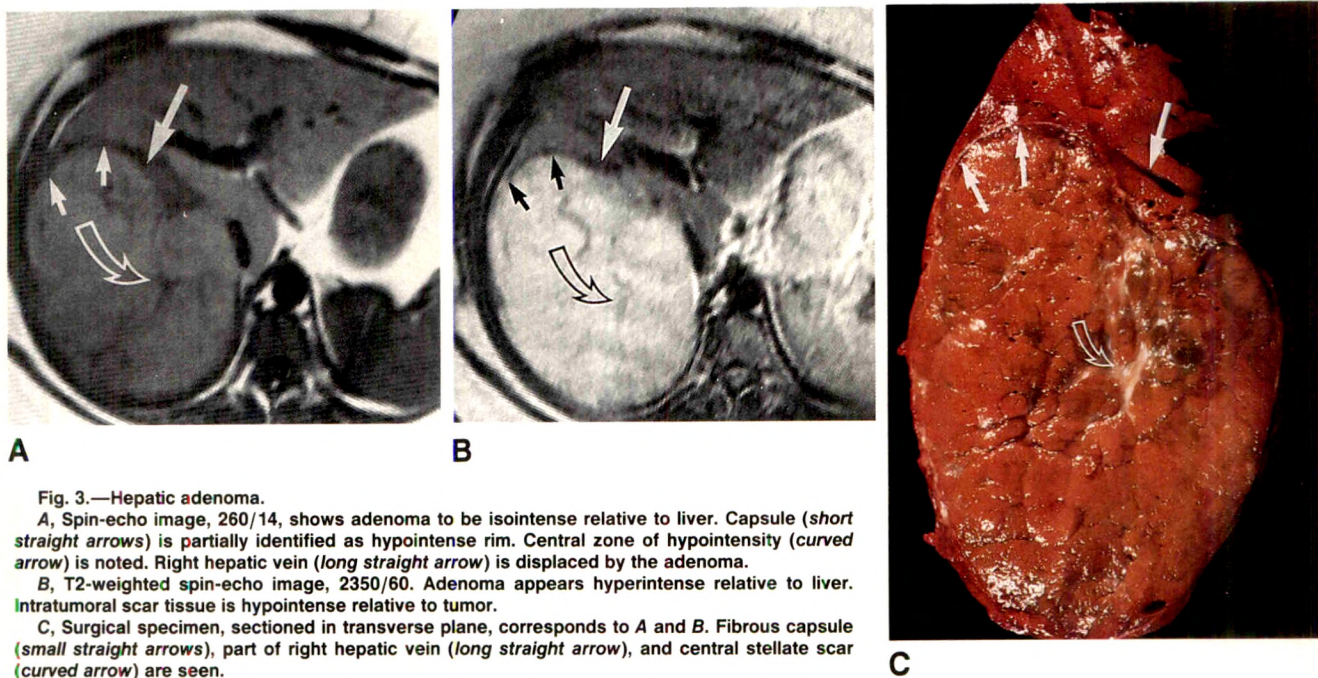 A
B
C
Fig. 3.—Hepatic adenoma.
A, Spin-echo image, 260/14, shows adenoma to be isointense relative to liver. Capsule (short
straight arrows) is partially identified as hypointense rim. Central zone of hypointensity (curved
arrow) is noted. Right hepatic vein (long straight arrow) is displaced by the adenoma.
B, T2-weighted spin-echo image, 2350/60. Adenoma appears hyperintense relative to liver.
Intratumoral scar tissue is hypointense relative to tumor.
C, Surgical specimen, sectioned in transverse plane, corresponds to A and B. Fibrous capsule
(small straight arrows), part of right hepatic vein (long straight arrow), and central stellate scar
(curved arrow) are seen.